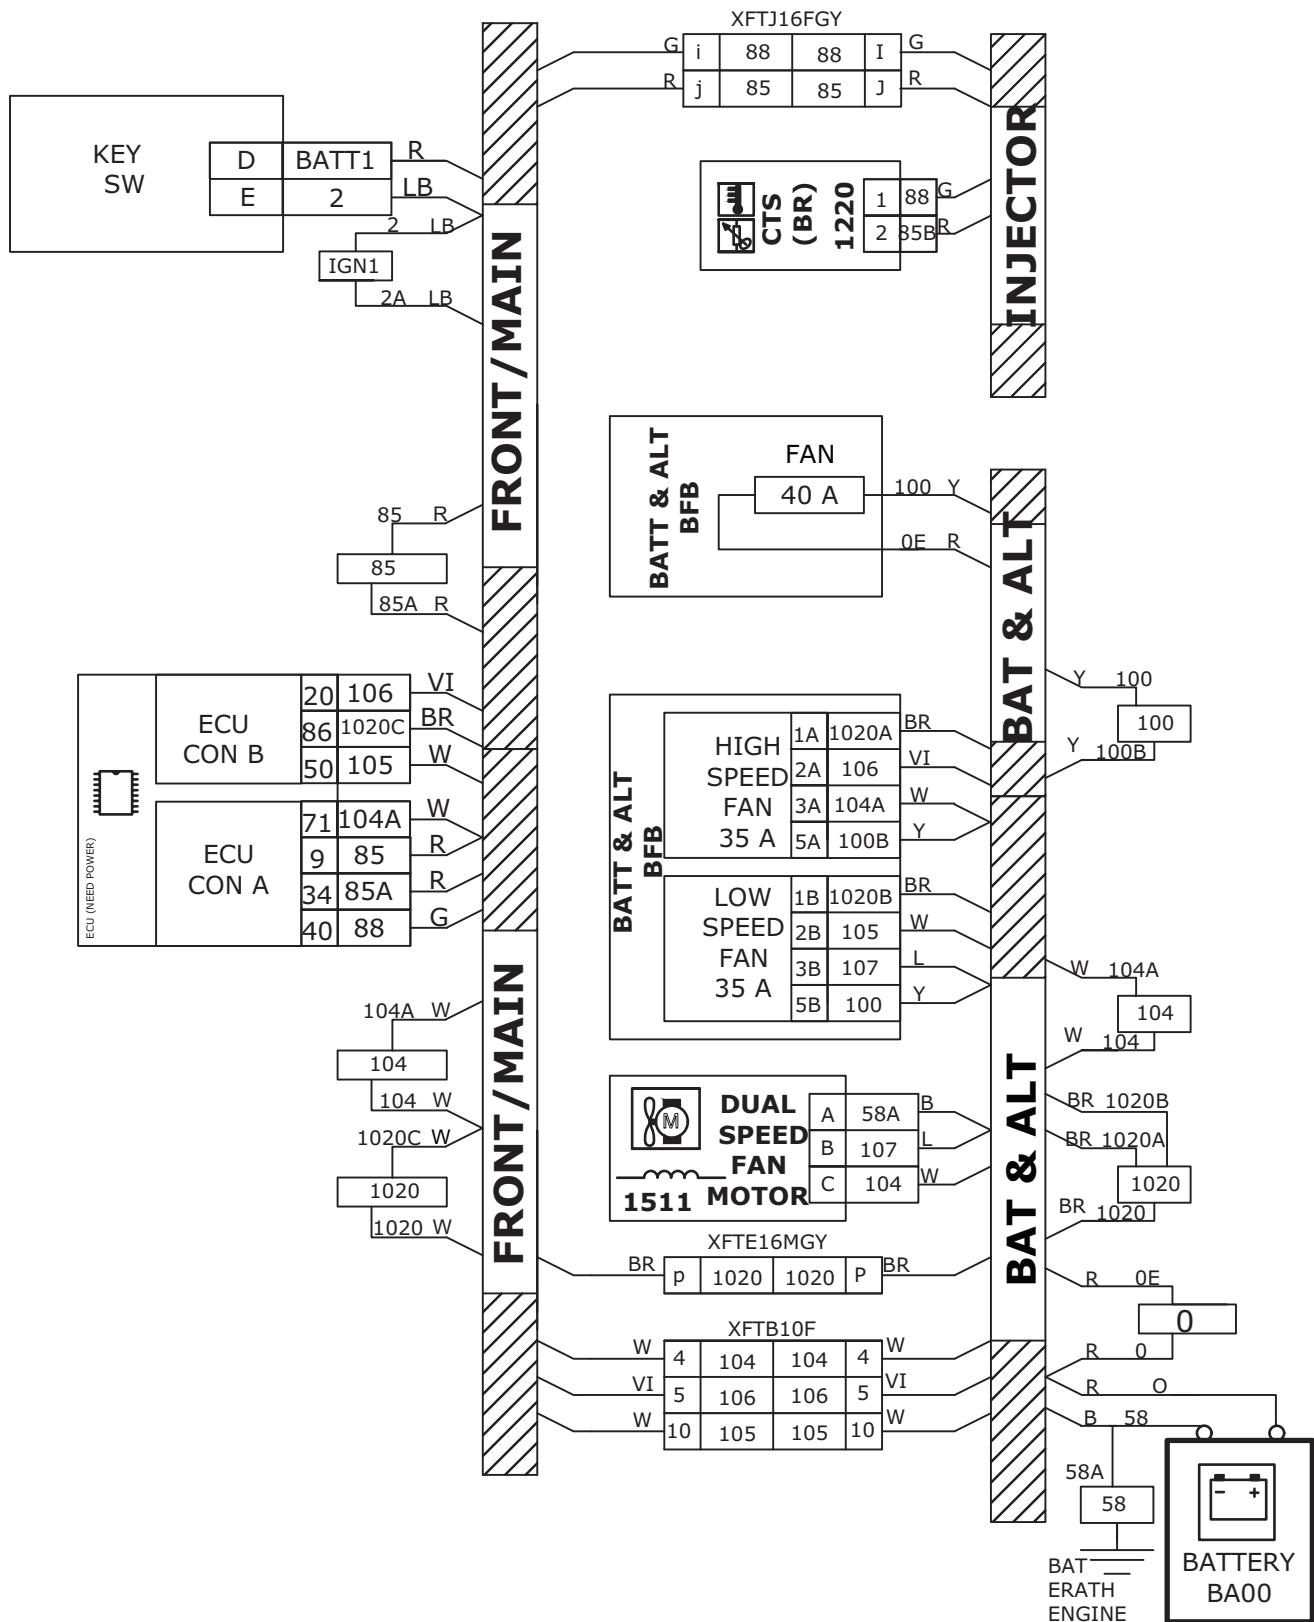 XFTJ16FGY
G i 88 88 I G
R j 85 85 J R
KEY
SW
D BATT1 R
E 2 LB
2 LB
IGN1
2A LB
FRONT/MAIN
CTS
(BR)
1220
1 88 G
2 85B R
INJECTOR
BATT & ALT
BFB
FAN
40 A
100 Y
0E R
85 R
85
85A R
BAT & ALT
Y 100
100
Y 100B
ECU (NEED POWER)
ECU
CON B
20 106 VI
86 1020C BR
50 105 W
ECU
CON A
71 104A W
9 85 R
34 85A R
40 88 G
BATT & ALT
BFB
HIGH
SPEED
FAN
35 A
1A 1020A BR
2A 106 VI
3A 104A W
5A 100B Y
LOW
SPEED
FAN
35 A
1B 1020B BR
2B 105 W
3B 107 L
5B 100 Y
FRONT/MAIN
104A W
104
104 W
1020C W
1020
1020 W
M
1511
DUAL
SPEED
FAN
MOTOR
A 58A B
B 107 L
C 104 W
BAT & ALT
W 104A
104
W 104
BR 1020B
BR 1020A
1020
BR 1020
XFTE16MGY
BR p 1020 1020 P BR
XFTB10F
W 4 104 104 4 W
VI 5 106 106 5 VI
W 10 105 105 10 W
R 0E
0
R 0
R O
B 58
58A
58
BAT
ERATH
ENGINE
- +
BATTERY
BA00